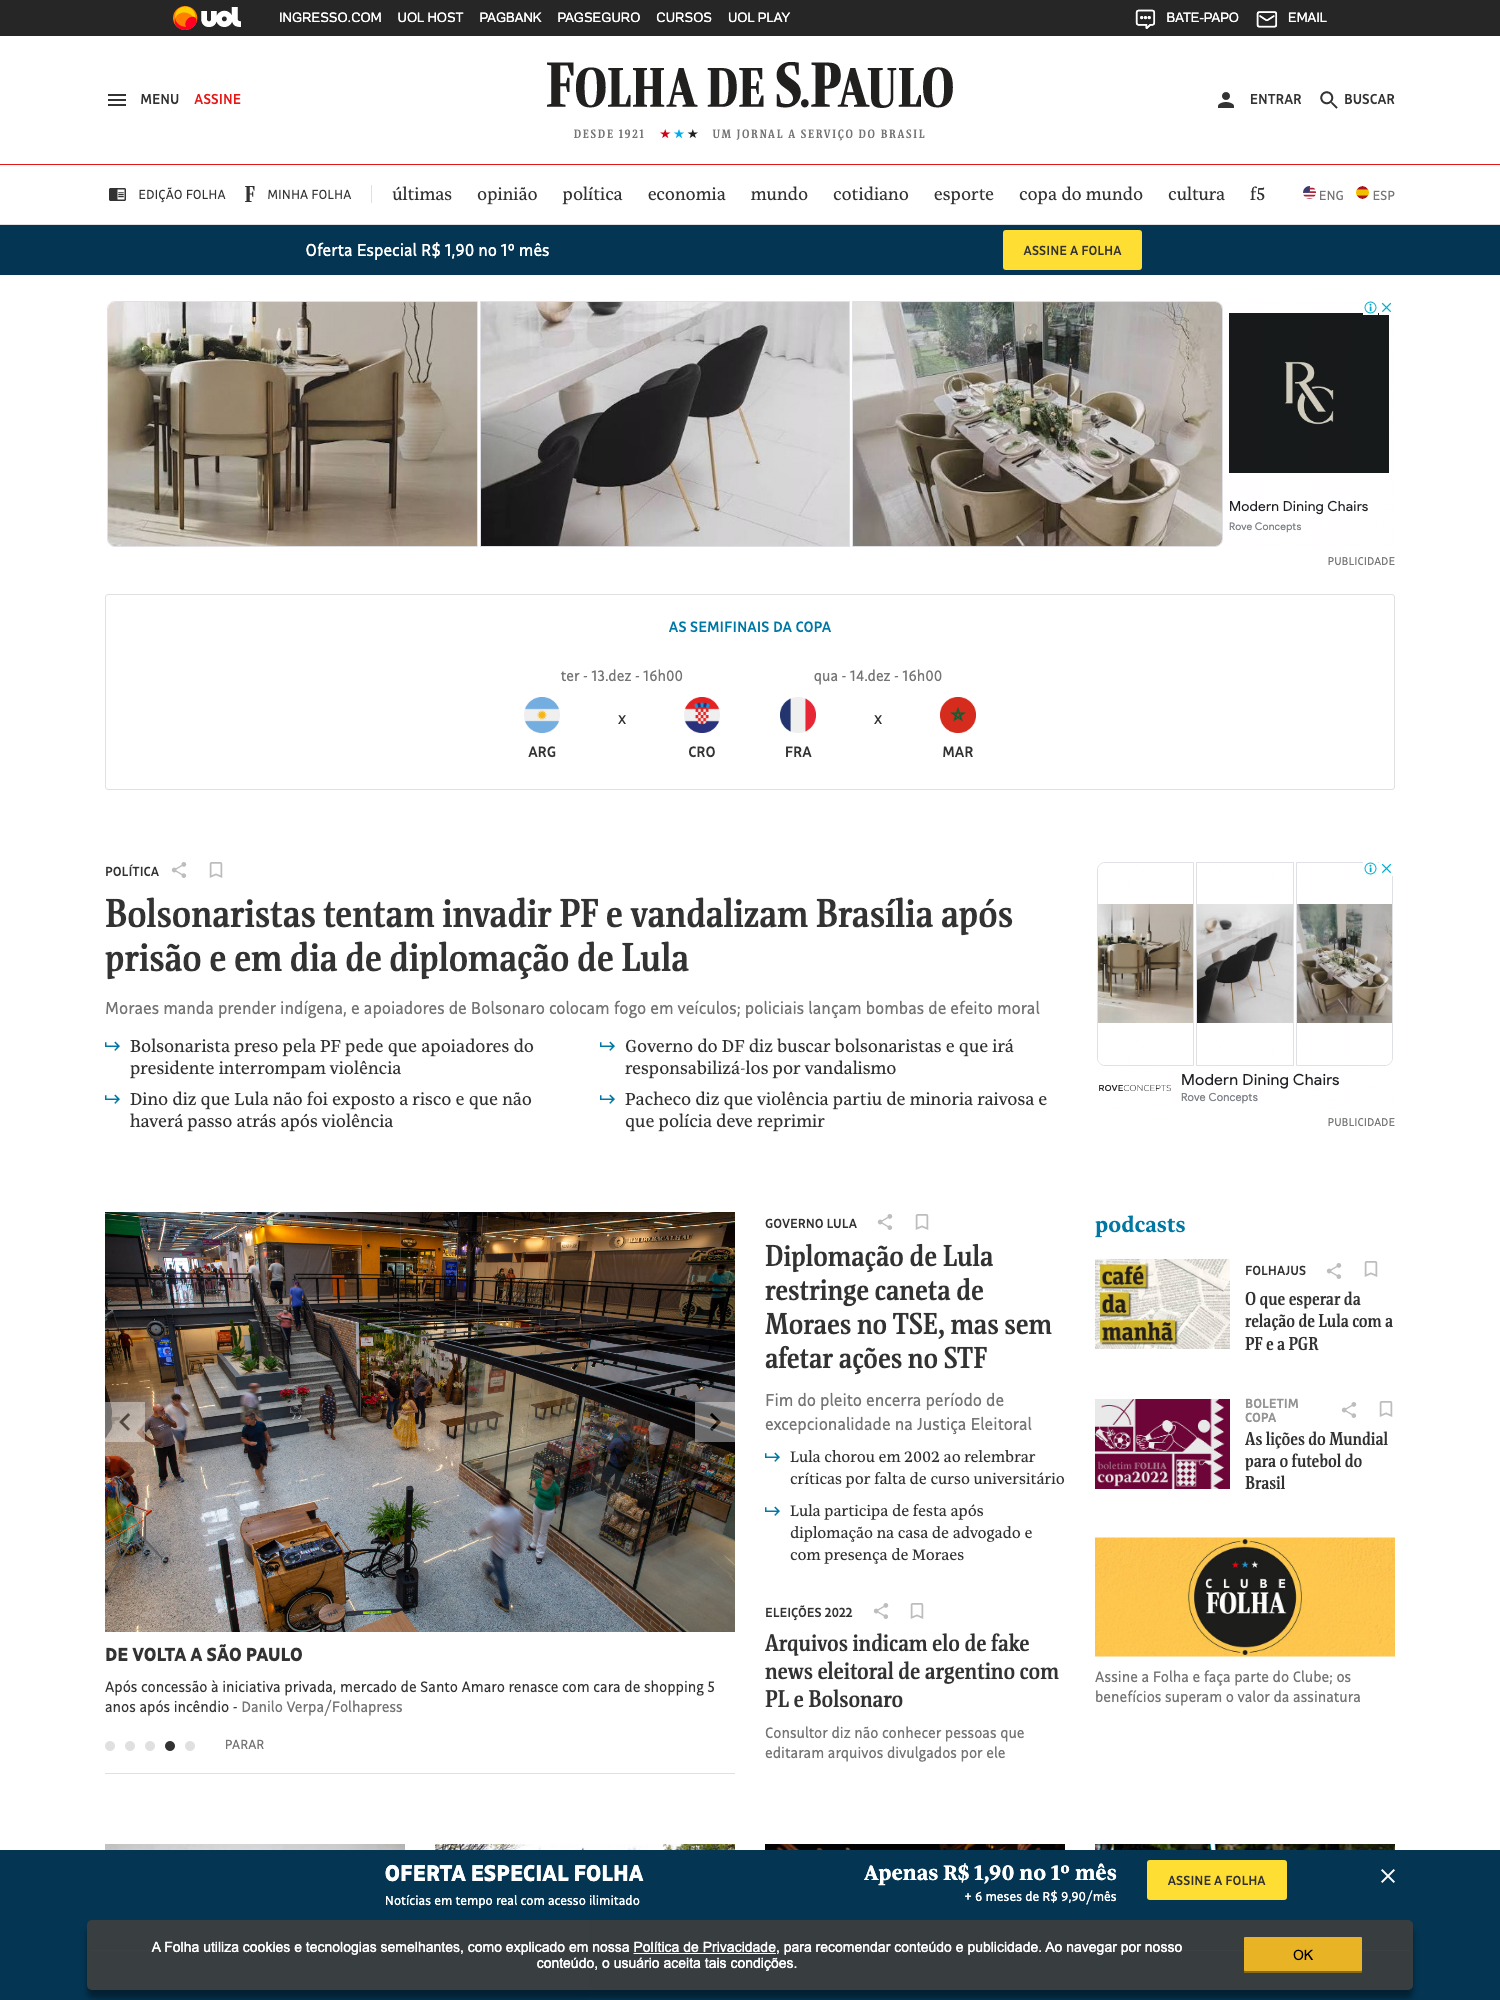 uol INGRESSO.COM UOL HOST PAGBANK PAGSEGURO CURSOS UOL PLAY BATE-PAPO EMAIL
MENU ASSINE
FOLHA DE S.PAULO
DESDE 1921 ★★★ UM JORNAL A SERVIÇO DO BRASIL
ENTRAR BUSCAR
EDIÇÃO FOLHA F MINHA FOLHA últimas opinião política economia mundo cotidiano esporte copa do mundo cultura f5 ENG ESP
Oferta Especial R$ 1,90 no 1º mês ASSINE A FOLHA
RC
Modern Dining Chairs
Rove Concepts
PUBLICIDADE
AS SEMIFINAIS DA COPA
ter - 13.dez - 16h00 qua - 14.dez - 16h00
x x
ARG CRO FRA MAR
POLÍTICA
Bolsonaristas tentam invadir PF e vandalizam Brasília após
prisão e em dia de diplomação de Lula
Moraes manda prender indígena, e apoiadores de Bolsonaro colocam fogo em veículos; policiais lançam bombas de efeito moral
Bolsonarista preso pela PF pede que apoiadores do
presidente interrompam violência
Dino diz que Lula não foi exposto a risco e que não
haverá passo atrás após violência
Governo do DF diz buscar bolsonaristas e que irá
responsabilizá-los por vandalismo
Pacheco diz que violência partiu de minoria raivosa e
que polícia deve reprimir
ROVECONCEPTS
Modern Dining Chairs
Rove Concepts
PUBLICIDADE
DE VOLTA A SÃO PAULO
Após concessão à iniciativa privada, mercado de Santo Amaro renasce com cara de shopping 5
anos após incêndio - Danilo Verpa/Folhapress
PARAR
GOVERNO LULA
Diplomação de Lula
restringe caneta de
Moraes no TSE, mas sem
afetar ações no STF
Fim do pleito encerra período de
excepcionalidade na Justiça Eleitoral
Lula chorou em 2002 ao relembrar
críticas por falta de curso universitário
Lula participa de festa após
diplomação na casa de advogado e
com presença de Moraes
ELEIÇÕES 2022
Arquivos indicam elo de fake
news eleitoral de argentino com
PL e Bolsonaro
Consultor diz não conhecer pessoas que
editaram arquivos divulgados por ele
podcasts
café
da
manhã
FOLHAJUS
O que esperar da
relação de Lula com a
PF e a PGR
boletim FOLHA
copa2022
BOLETIM
COPA
As lições do Mundial
para o futebol do
Brasil
CLUBE
FOLHA
Assine a Folha e faça parte do Clube; os
benefícios superam o valor da assinatura
OFERTA ESPECIAL FOLHA
Notícias em tempo real com acesso ilimitado
Apenas R$ 1,90 no 1º mês
+ 6 meses de R$ 9,90/mês
ASSINE A FOLHA
A Folha utiliza cookies e tecnologias semelhantes, como explicado em nossa Política de Privacidade, para recomendar conteúdo e publicidade. Ao navegar por nosso
conteúdo, o usuário aceita tais condições.
OK